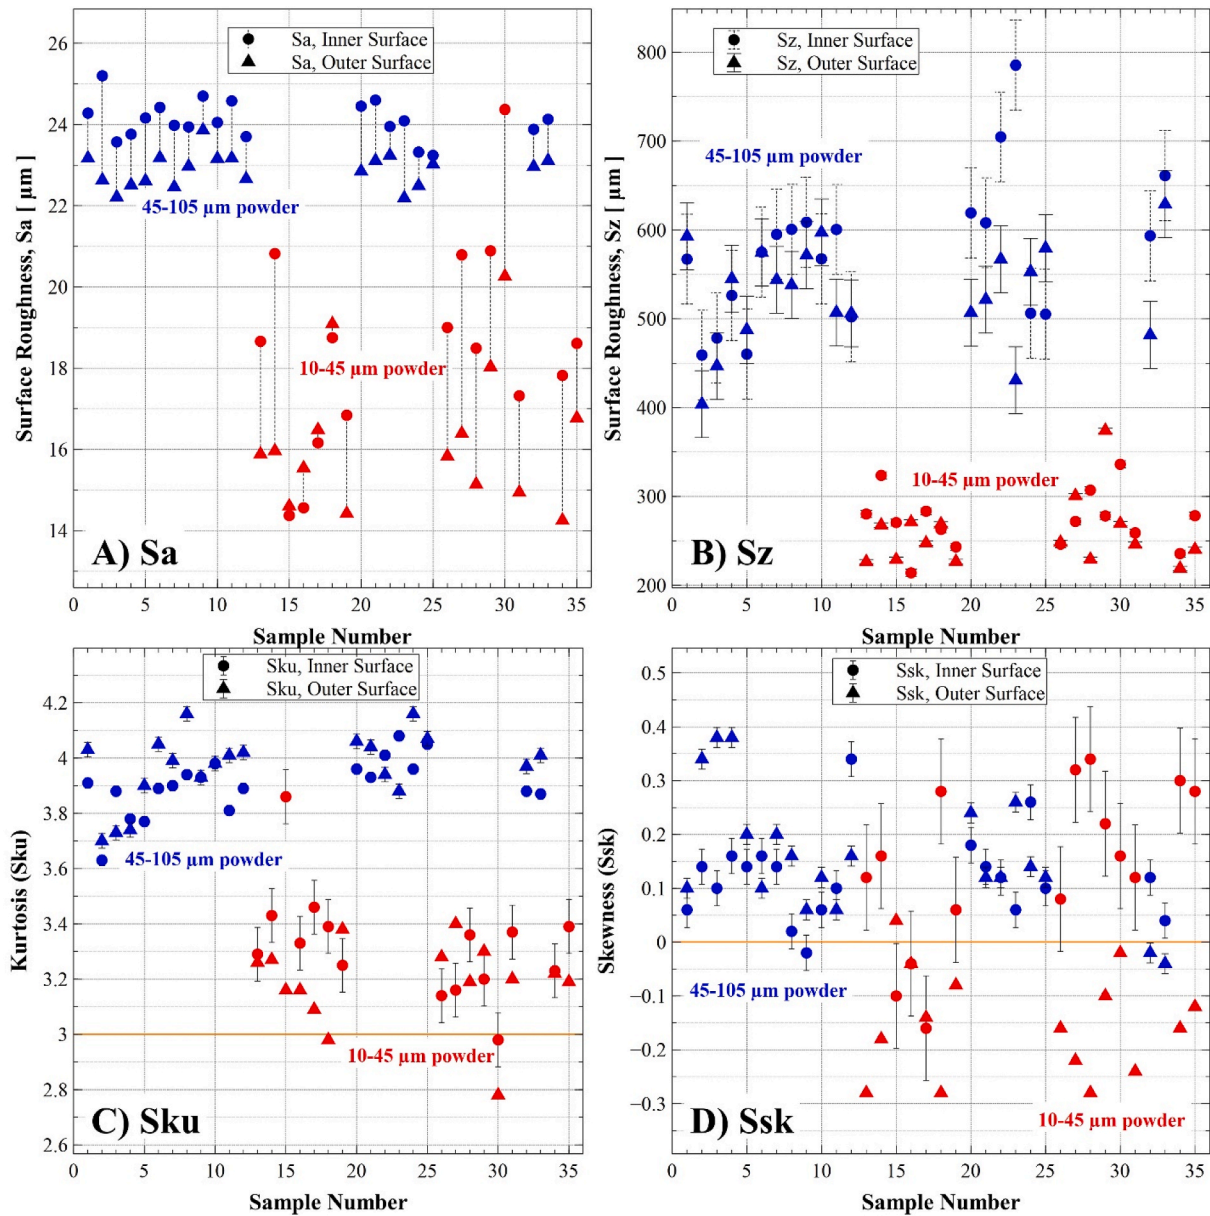 Surface Roughness, Sa [ µm]
26
24
22
20
18
16
14
Sa, Inner Surface
Sa, Outer Surface
45-105 µm powder
10-45 µm powder
A) Sa
0 5 10 15 20 25 30 35
Sample Number
Surface Roughness, Sz [ µm]
800
700
600
500
400
300
200
Sz, Inner Surface
Sz, Outer Surface
45-105 µm powder
10-45 µm powder
B) Sz
0 5 10 15 20 25 30 35
Sample Number
Kurtosis (Sku)
4.2
4
3.8
3.6
3.4
3.2
3
2.8
2.6
Sku, Inner Surface
Sku, Outer Surface
45-105 µm powder
10-45 µm powder
C) Sku
0 5 10 15 20 25 30 35
Sample Number
Skewness (Ssk)
0.5
0.4
0.3
0.2
0.1
0
−0.1
−0.2
−0.3
Ssk, Inner Surface
Ssk, Outer Surface
45-105 µm powder
10-45 µm powder
D) Ssk
0 5 10 15 20 25 30 35
Sample Number